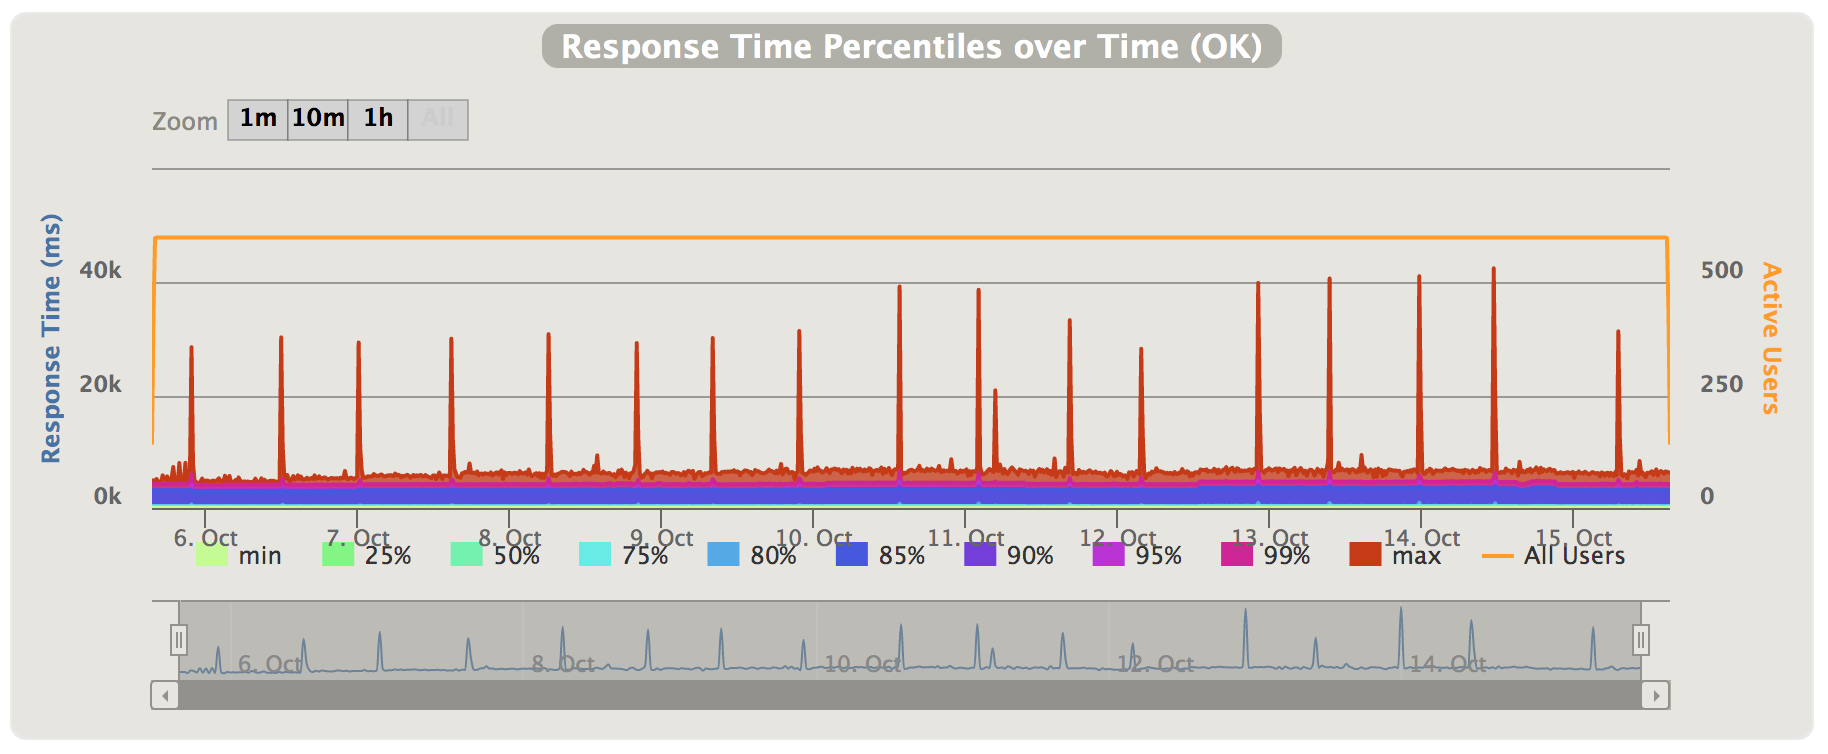 Response Time Percentiles over Time (OK)
Zoom 1m 10m 1h All
Response Time (ms)
40k
20k
0k
500
250
0
Active Users
6. Oct 7. Oct 8. Oct 9. Oct 10. Oct 11. Oct 12. Oct 13. Oct 14. Oct 15. Oct
min 25% 50% 75% 80% 85% 90% 95% 99% max All Users
6. Oct 8. Oct 10. Oct 12. Oct 14. Oct